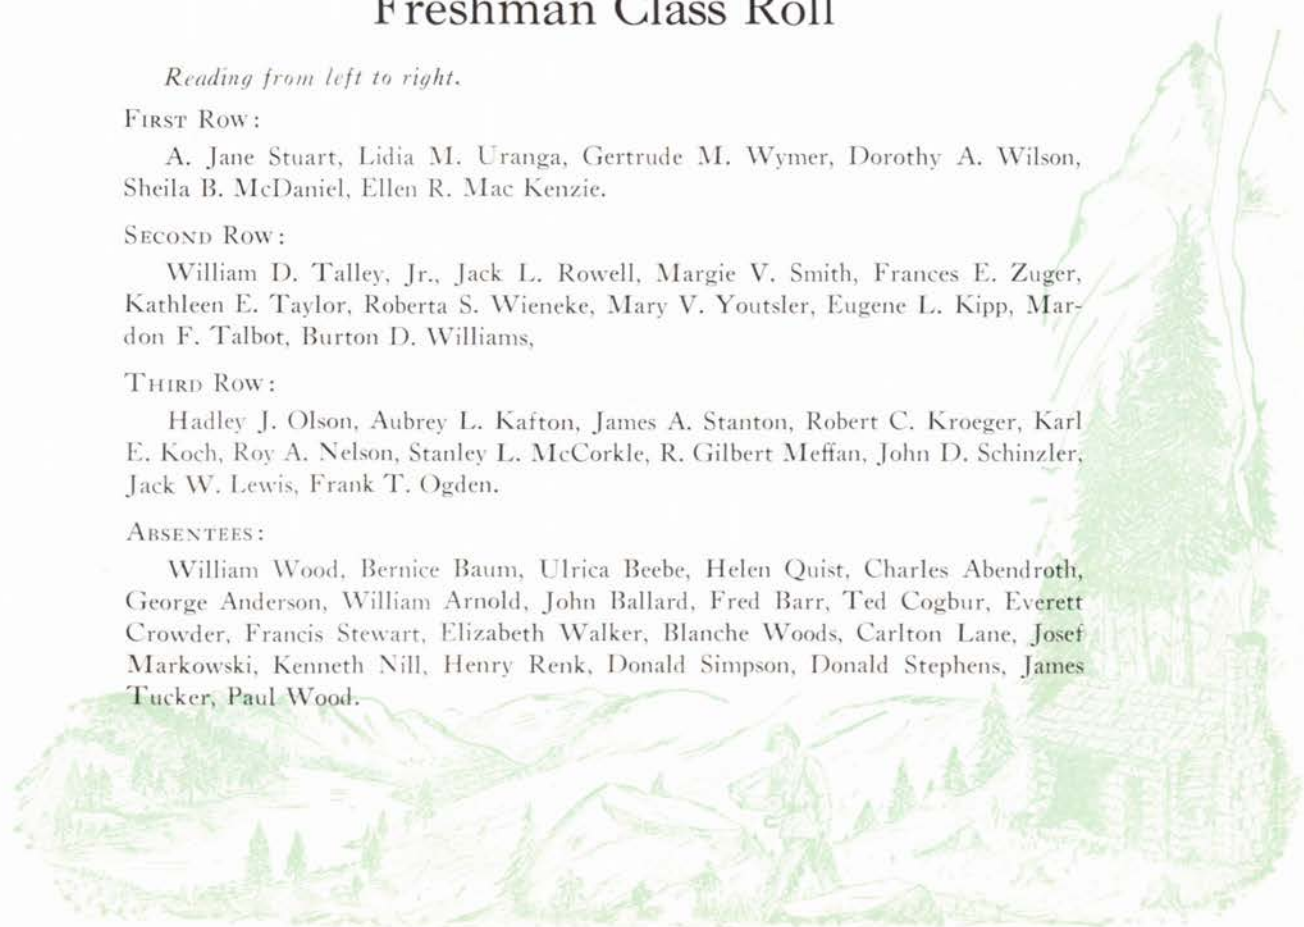 Freshman Class Roll
Reading from left to right.
FIRST ROW:
A. Jane Stuart, Lidia M. Uranga, Gertrude M. Wymer, Dorothy A. Wilson,
Sheila B. McDaniel, Ellen R. Mac Kenzie.
SECOND ROW:
William D. Talley, Jr., Jack L. Rowell, Margie V. Smith, Frances E. Zuger,
Kathleen E. Taylor, Roberta S. Wieneke, Mary V. Youtsler, Eugene L. Kipp, Mar-
don F. Talbot, Burton D. Williams,
THIRD ROW:
Hadley J. Olson, Aubrey L. Kafton, James A. Stanton, Robert C. Kroeger, Karl
E. Koch, Roy A. Nelson, Stanley L. McCorkle, R. Gilbert Meffan, John D. Schinzler,
Jack W. Lewis, Frank T. Ogden.
ABSENTEES:
William Wood, Bernice Baum, Ulrica Beebe, Helen Quist, Charles Abendroth,
George Anderson, William Arnold, John Ballard, Fred Barr, Ted Cogbur, Everett
Crowder, Francis Stewart, Elizabeth Walker, Blanche Woods, Carlton Lane, Josef
Markowski, Kenneth Nill, Henry Renk, Donald Simpson, Donald Stephens, James
Tucker, Paul Wood.